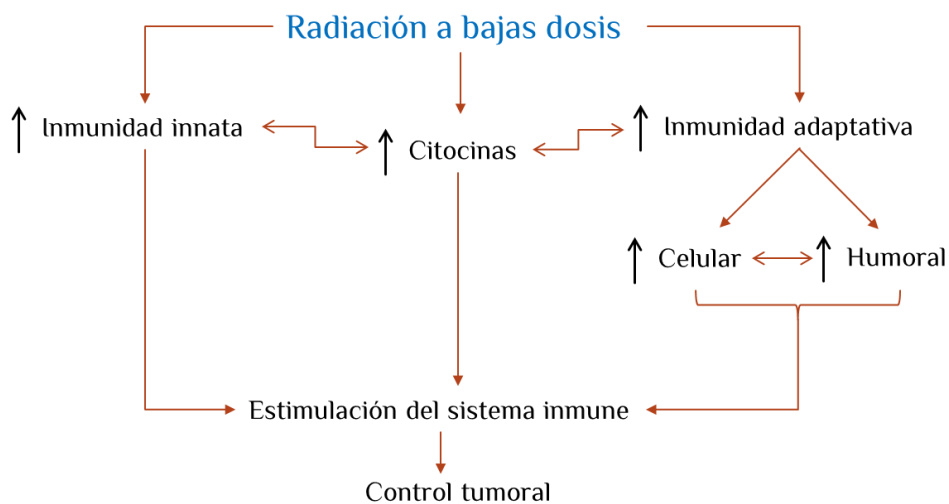 Radiación a bajas dosis
Inmunidad innata
Citocinas
Inmunidad adaptativa
Celular
Humoral
Estimulación del sistema inmune
Control tumoral